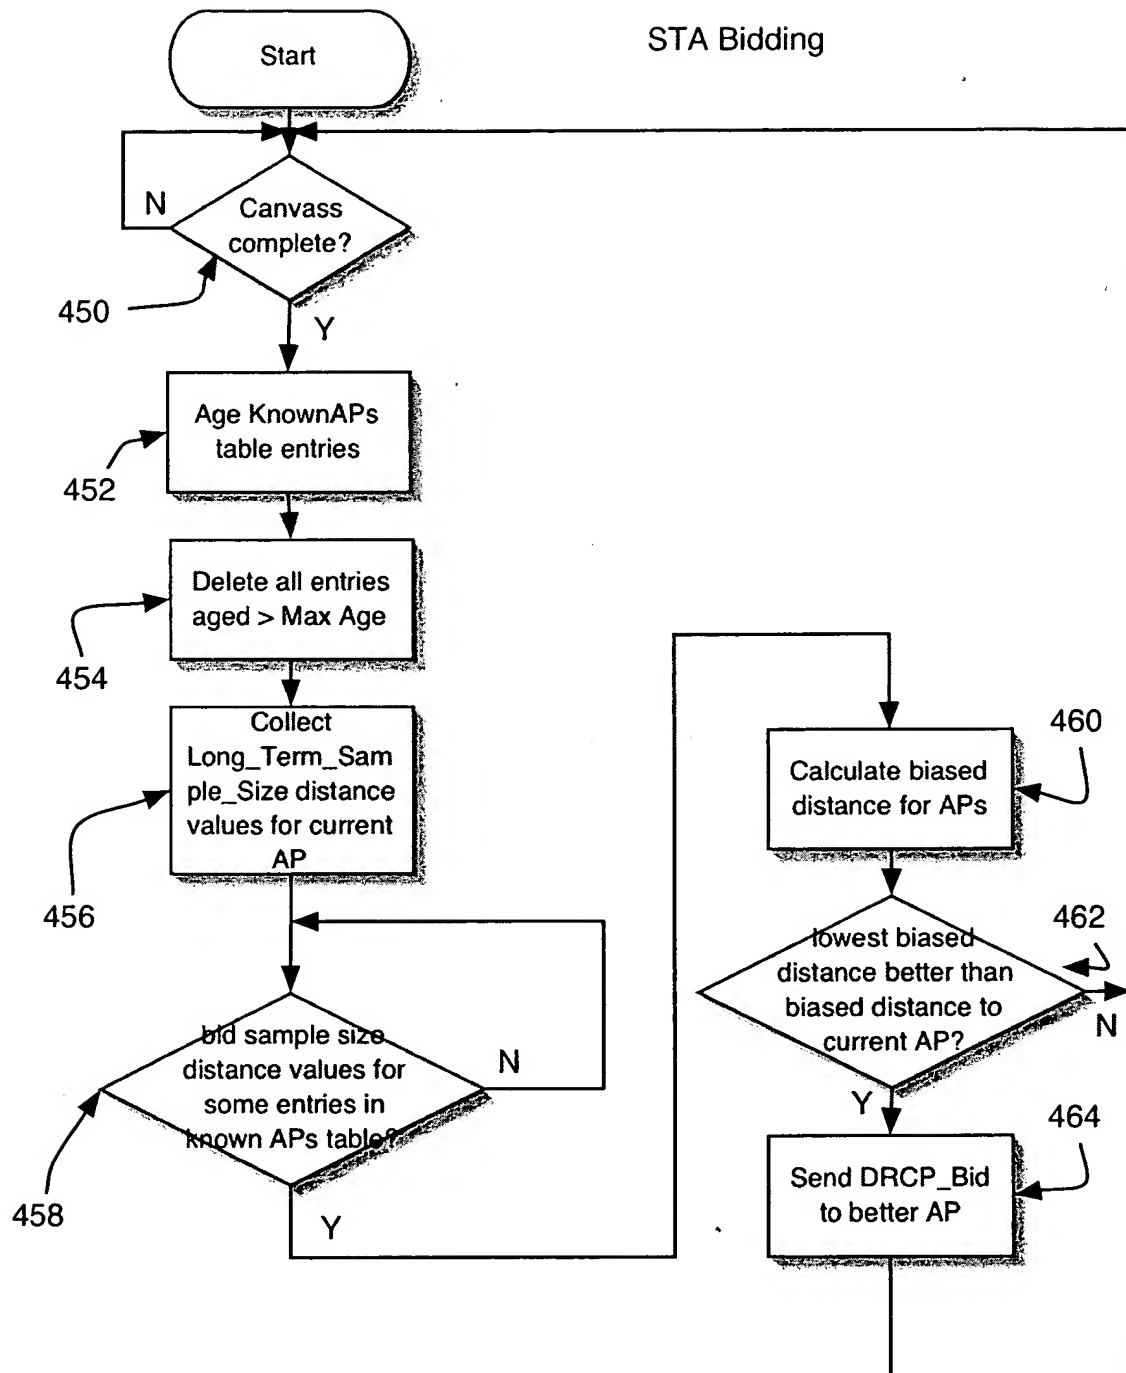 STA Bidding
Start
N
Canvass
complete?
450
Y
Age KnownAPs
table entries
452
Delete all entries
aged > Max Age
454
Collect
Long_Term_Sam
ple_Size distance
values for current
AP
456
bid sample size
distance values for
some entries in
known APs table?
N
458
Y
460
Calculate biased
distance for APs
462
lowest biased
distance better than
biased distance to
current AP?
N
Y
464
Send DRCP_Bid
to better AP